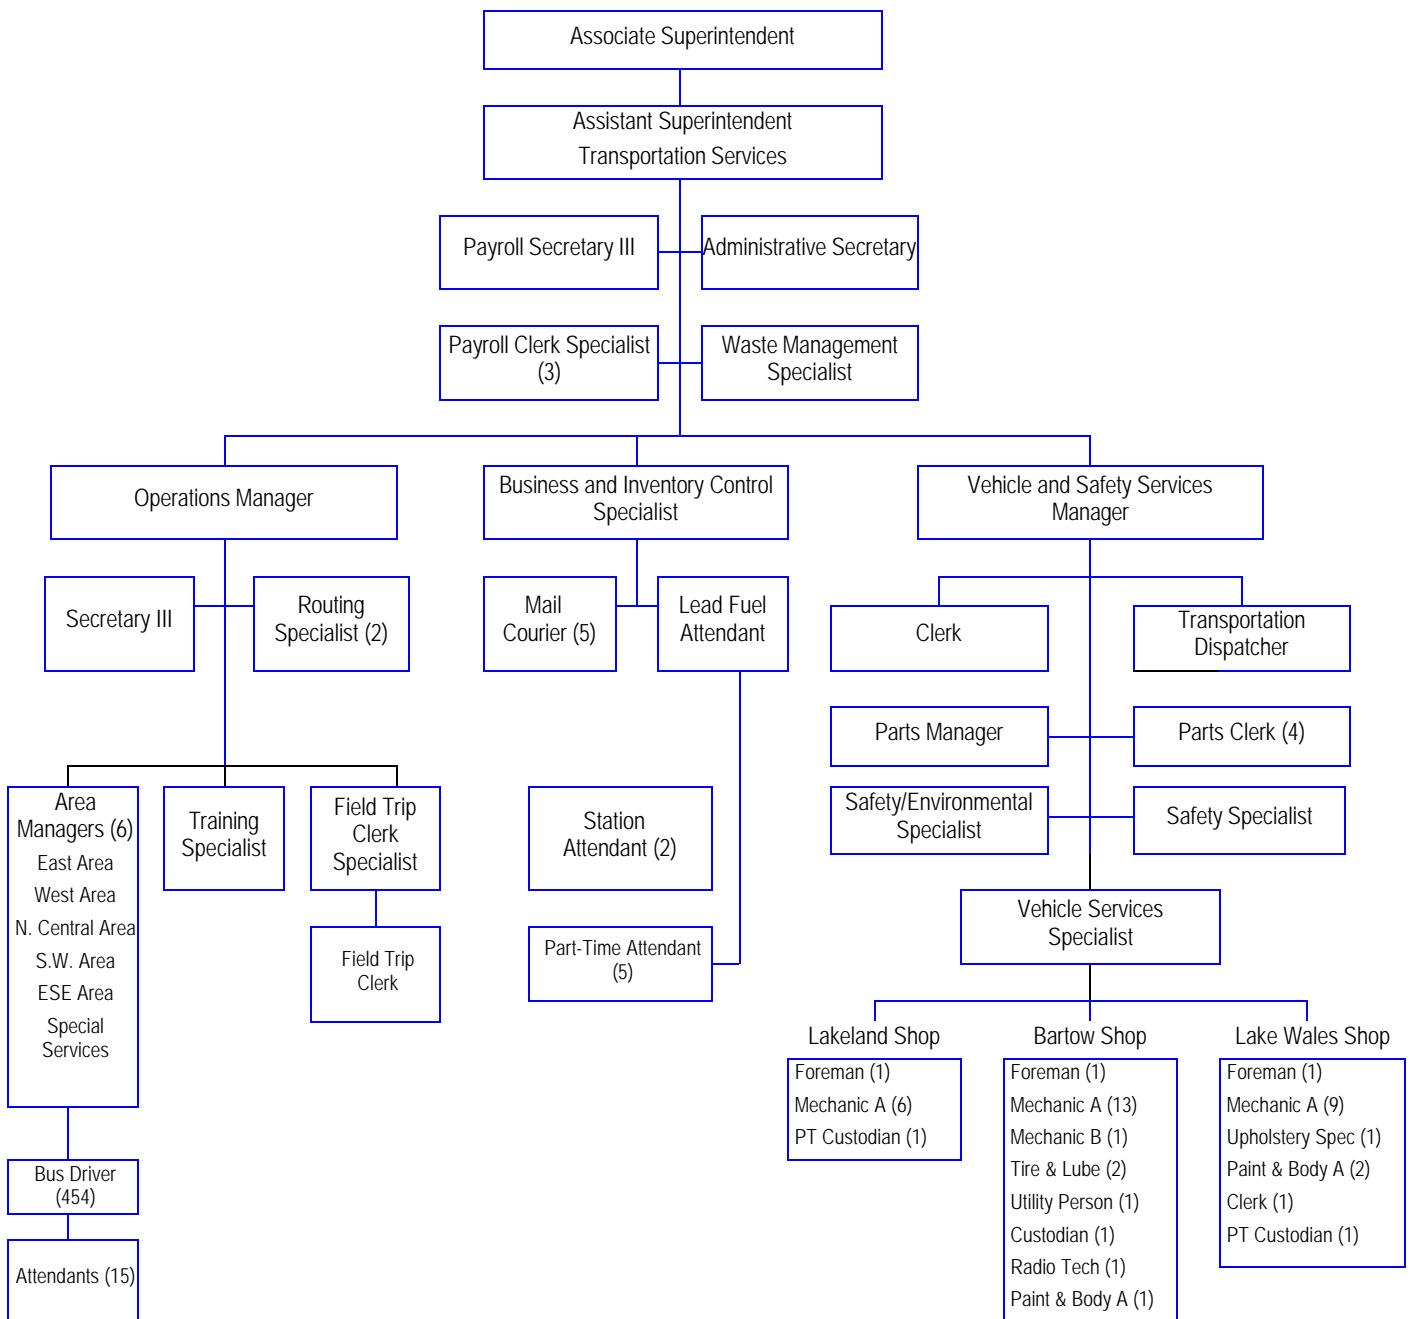 Associate Superintendent
Assistant Superintendent
Transportation Services
Payroll Secretary III
Administrative Secretary
Payroll Clerk Specialist
(3)
Waste Management
Specialist
Operations Manager
Business and Inventory Control
Specialist
Vehicle and Safety Services
Manager
Secretary III
Routing
Specialist (2)
Mail
Courier (5)
Lead Fuel
Attendant
Clerk
Transportation
Dispatcher
Parts Manager
Parts Clerk (4)
Area
Managers (6)
East Area
West Area
N. Central Area
S.W. Area
ESE Area
Special
Services
Training
Specialist
Field Trip
Clerk
Specialist
Station
Attendant (2)
Safety/Environmental
Specialist
Safety Specialist
Vehicle Services
Specialist
Field Trip
Clerk
Part-Time Attendant
(5)
Lakeland Shop
Foreman (1)
Mechanic A (6)
PT Custodian (1)
Bartow Shop
Foreman (1)
Mechanic A (13)
Mechanic B (1)
Tire & Lube (2)
Utility Person (1)
Custodian (1)
Radio Tech (1)
Paint & Body A (1)
Lake Wales Shop
Foreman (1)
Mechanic A (9)
Upholstery Spec (1)
Paint & Body A (2)
Clerk (1)
PT Custodian (1)
Bus Driver
(454)
Attendants (15)